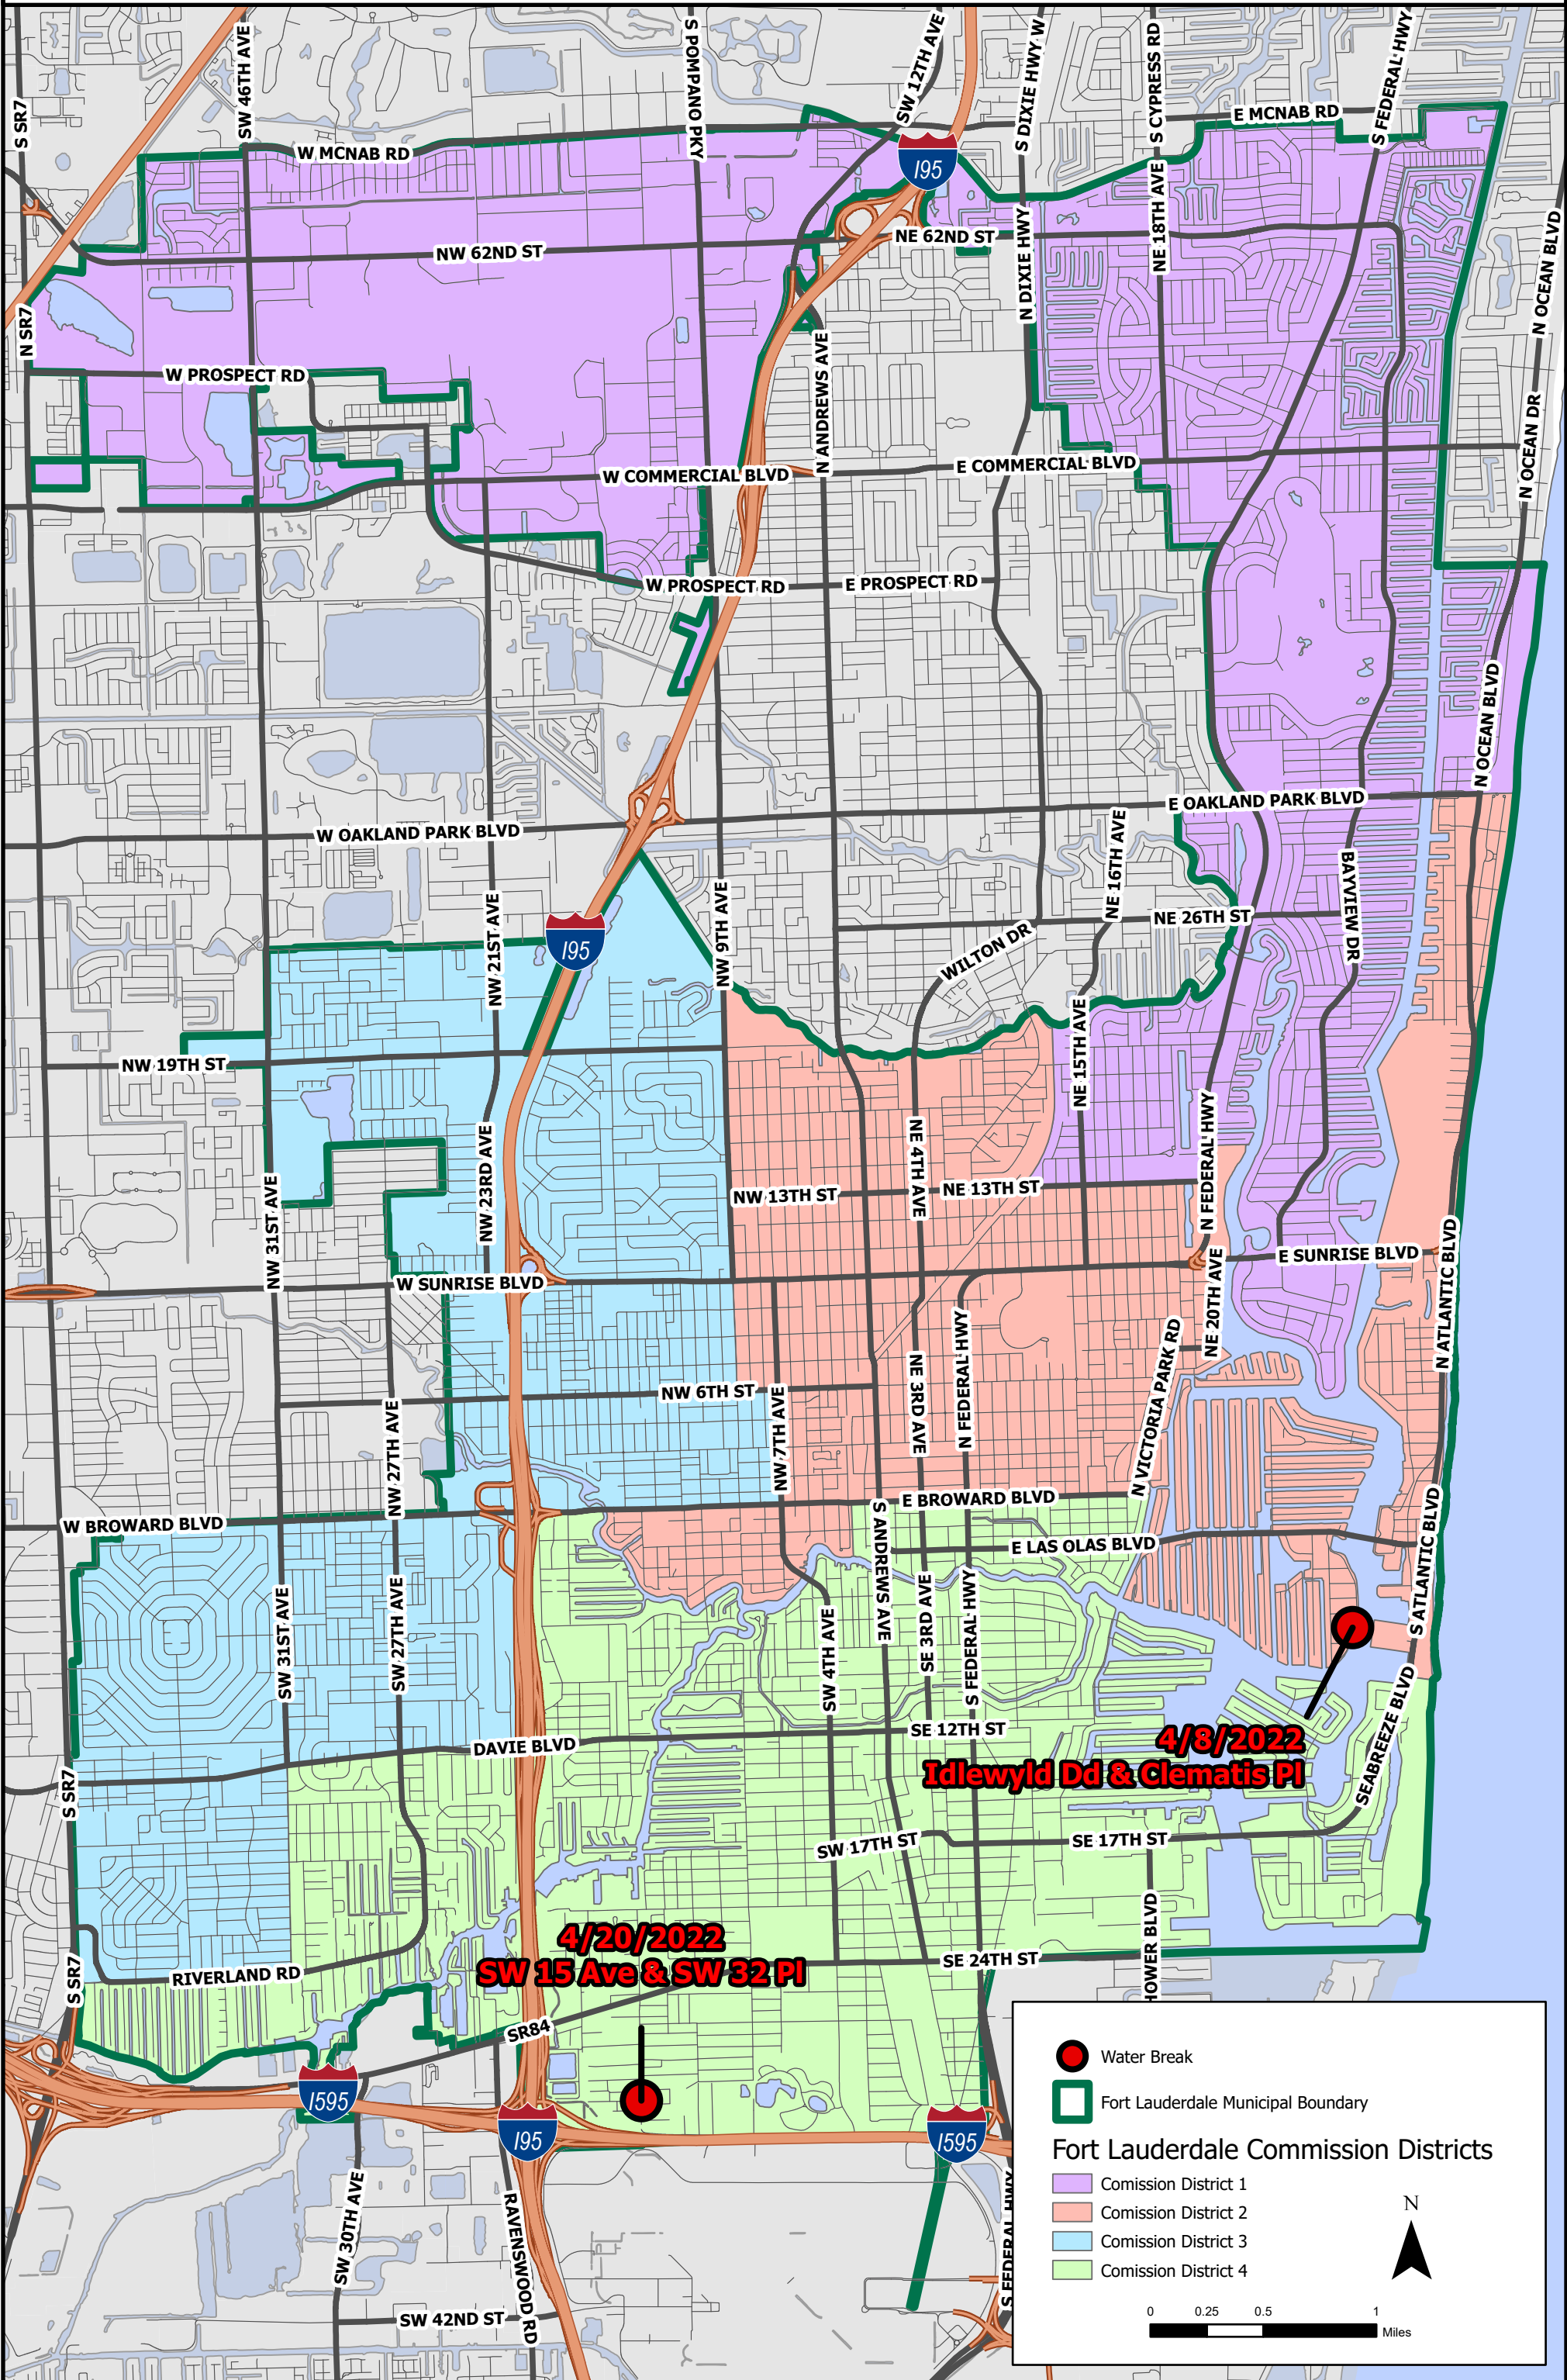 S SR7
SW 46TH AVE
S POMPANO PKY
SW 12TH AVE
S DIXIE HWY W
S CYPRESS RD
S FEDERAL HWY
E MCNAB RD
W MCNAB RD
I95
NE 18TH AVE
N DIXIE HWY
NE 62ND ST
NW 62ND ST
N OCEAN BLVD
N SR7
W PROSPECT RD
N ANDREWS AVE
N OCEAN DR
E COMMERCIAL BLVD
W COMMERCIAL BLVD
W PROSPECT RD
E PROSPECT RD
N OCEAN BLVD
E OAKLAND PARK BLVD
W OAKLAND PARK BLVD
NE 16TH AVE
BAYVIEW DR
NW 21ST AVE
NW 9TH AVE
NE 26TH ST
WILTON DR
I95
NW 19TH ST
NE 15TH AVE
N FEDERAL HWY
NE 4TH AVE
NW 23RD AVE
NW 31ST AVE
NW 13TH ST
NE 13TH ST
E SUNRISE BLVD
W SUNRISE BLVD
NE 20TH AVE
N ATLANTIC BLVD
N FEDERAL HWY
NE 3RD AVE
N VICTORIA PARK RD
NW 6TH ST
NW 7TH AVE
NW 27TH AVE
E BROWARD BLVD
W BROWARD BLVD
S ANDREWS AVE
E LAS OLAS BLVD
S ATLANTIC BLVD
SW 31ST AVE
SW 27TH AVE
SW 4TH AVE
SE 3RD AVE
S FEDERAL HWY
SEABREEZE BLVD
SE 12TH ST
DAVIE BLVD
4/8/2022
Idlewyld Dd & Clematis Pl
S SR7
SW 17TH ST
SE 17TH ST
HOWER BLVD
4/20/2022
SW 15 Ave & SW 32 Pl
SE 24TH ST
RIVERLAND RD
S SR7
SR84
I595
I95
I595
SW 30TH AVE
RAVENSWOOD RD
S FEDERAL HWY
SW 42ND ST
Water Break
Fort Lauderdale Municipal Boundary
Fort Lauderdale Commission Districts
Comission District 1
Comission District 2
Comission District 3
Comission District 4
N
0 0.25 0.5 1
Miles